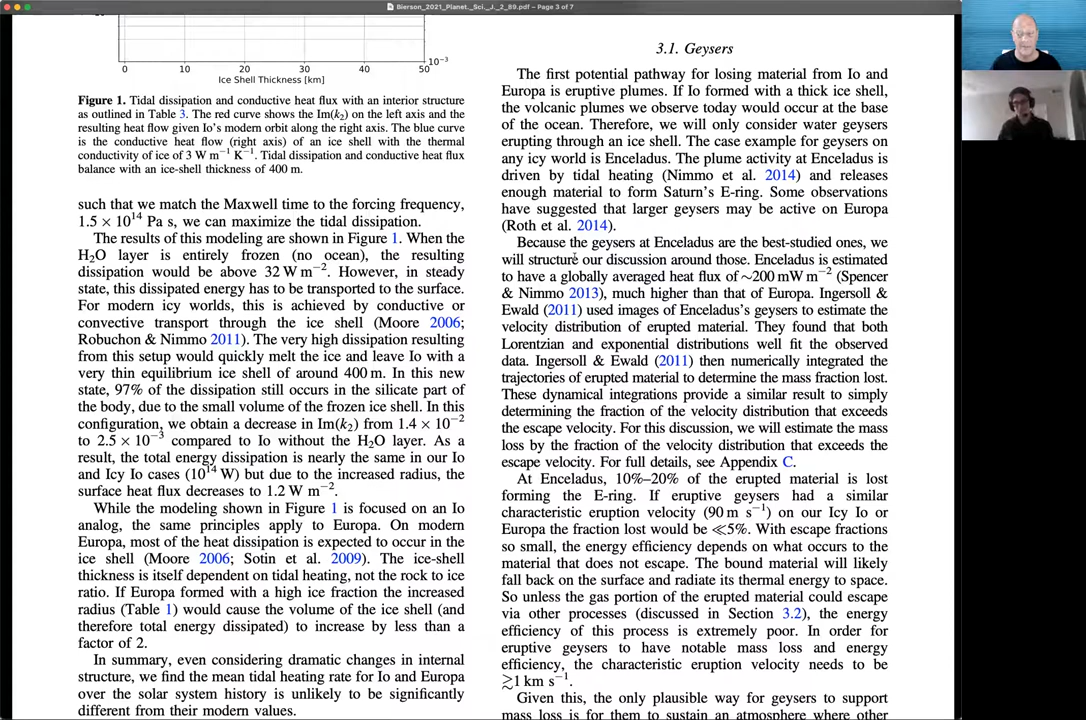 Bierson_2021_Planet._Sci._J._2_89.pdf – Page 3 of 7
10⁻³
0 10 20 30 40 50
Ice Shell Thickness [km]
Figure 1. Tidal dissipation and conductive heat flux with an interior structure
as outlined in Table 3. The red curve shows the Im(k₂) on the left axis and the
resulting heat flow given Io's modern orbit along the right axis. The blue curve
is the conductive heat flow (right axis) of an ice shell with the thermal
conductivity of ice of 3 W m⁻¹ K⁻¹. Tidal dissipation and conductive heat flux
balance with an ice-shell thickness of 400 m.
such that we match the Maxwell time to the forcing frequency,
1.5 × 10¹⁴ Pa s, we can maximize the tidal dissipation.
The results of this modeling are shown in Figure 1. When the
H₂O layer is entirely frozen (no ocean), the resulting
dissipation would be above 32 W m⁻². However, in steady
state, this dissipated energy has to be transported to the surface.
For modern icy worlds, this is achieved by conductive or
convective transport through the ice shell (Moore 2006;
Robuchon & Nimmo 2011). The very high dissipation resulting
from this setup would quickly melt the ice and leave Io with a
very thin equilibrium ice shell of around 400 m. In this new
state, 97% of the dissipation still occurs in the silicate part of
the body, due to the small volume of the frozen ice shell. In this
configuration, we obtain a decrease in Im(k₂) from 1.4 × 10⁻²
to 2.5 × 10⁻³ compared to Io without the H₂O layer. As a
result, the total energy dissipation is nearly the same in our Io
and Icy Io cases (10¹⁴ W) but due to the increased radius, the
surface heat flux decreases to 1.2 W m⁻².
While the modeling shown in Figure 1 is focused on an Io
analog, the same principles apply to Europa. On modern
Europa, most of the heat dissipation is expected to occur in the
ice shell (Moore 2006; Sotin et al. 2009). The ice-shell
thickness is itself dependent on tidal heating, not the rock to ice
ratio. If Europa formed with a high ice fraction the increased
radius (Table 1) would cause the volume of the ice shell (and
therefore total energy dissipated) to increase by less than a
factor of 2.
In summary, even considering dramatic changes in internal
structure, we find the mean tidal heating rate for Io and Europa
over the solar system history is unlikely to be significantly
different from their modern values.
3.1. Geysers
The first potential pathway for losing material from Io and
Europa is eruptive plumes. If Io formed with a thick ice shell,
the volcanic plumes we observe today would occur at the base
of the ocean. Therefore, we will only consider water geysers
erupting through an ice shell. The case example for geysers on
any icy world is Enceladus. The plume activity at Enceladus is
driven by tidal heating (Nimmo et al. 2014) and releases
enough material to form Saturn's E-ring. Some observations
have suggested that larger geysers may be active on Europa
(Roth et al. 2014).
Because the geysers at Enceladus are the best-studied ones, we
will structure our discussion around those. Enceladus is estimated
to have a globally averaged heat flux of ~200 mW m⁻² (Spencer
& Nimmo 2013), much higher than that of Europa. Ingersoll &
Ewald (2011) used images of Enceladus's geysers to estimate the
velocity distribution of erupted material. They found that both
Lorentzian and exponential distributions well fit the observed
data. Ingersoll & Ewald (2011) then numerically integrated the
trajectories of erupted material to determine the mass fraction lost.
These dynamical integrations provide a similar result to simply
determining the fraction of the velocity distribution that exceeds
the escape velocity. For this discussion, we will estimate the mass
loss by the fraction of the velocity distribution that exceeds the
escape velocity. For full details, see Appendix C.
At Enceladus, 10%–20% of the erupted material is lost
forming the E-ring. If eruptive geysers had a similar
characteristic eruption velocity (90 m s⁻¹) on our Icy Io or
Europa the fraction lost would be ≪5%. With escape fractions
so small, the energy efficiency depends on what occurs to the
material that does not escape. The bound material will likely
fall back on the surface and radiate its thermal energy to space.
So unless the gas portion of the erupted material could escape
via other processes (discussed in Section 3.2), the energy
efficiency of this process is extremely poor. In order for
eruptive geysers to have notable mass loss and energy
efficiency, the characteristic eruption velocity needs to be
≳1 km s⁻¹.
Given this, the only plausible way for geysers to support
mass loss is for them to sustain an atmosphere where other